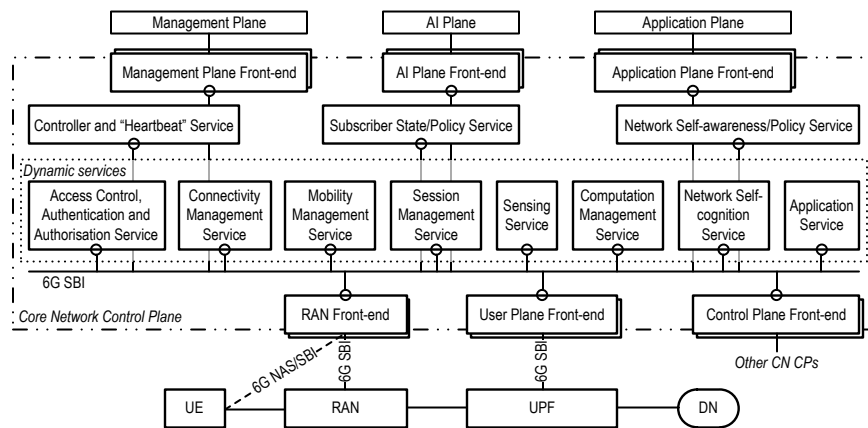 Management Plane
AI Plane
Application Plane
Management Plane Front-end
AI Plane Front-end
Application Plane Front-end
Controller and “Heartbeat” Service
Subscriber State/Policy Service
Network Self-awareness/Policy Service
Dynamic services
Access Control,
Authentication and
Authorisation Service
Connectivity
Management
Service
Mobility
Management
Service
Session
Management
Service
Sensing
Service
Computation
Management
Service
Network Self-
cognition
Service
Application
Service
6G SBI
Core Network Control Plane
RAN Front-end
User Plane Front-end
Control Plane Front-end
6G NAS/SBI
6G SBI
6G SBI
Other CN CPs
UE
RAN
UPF
DN